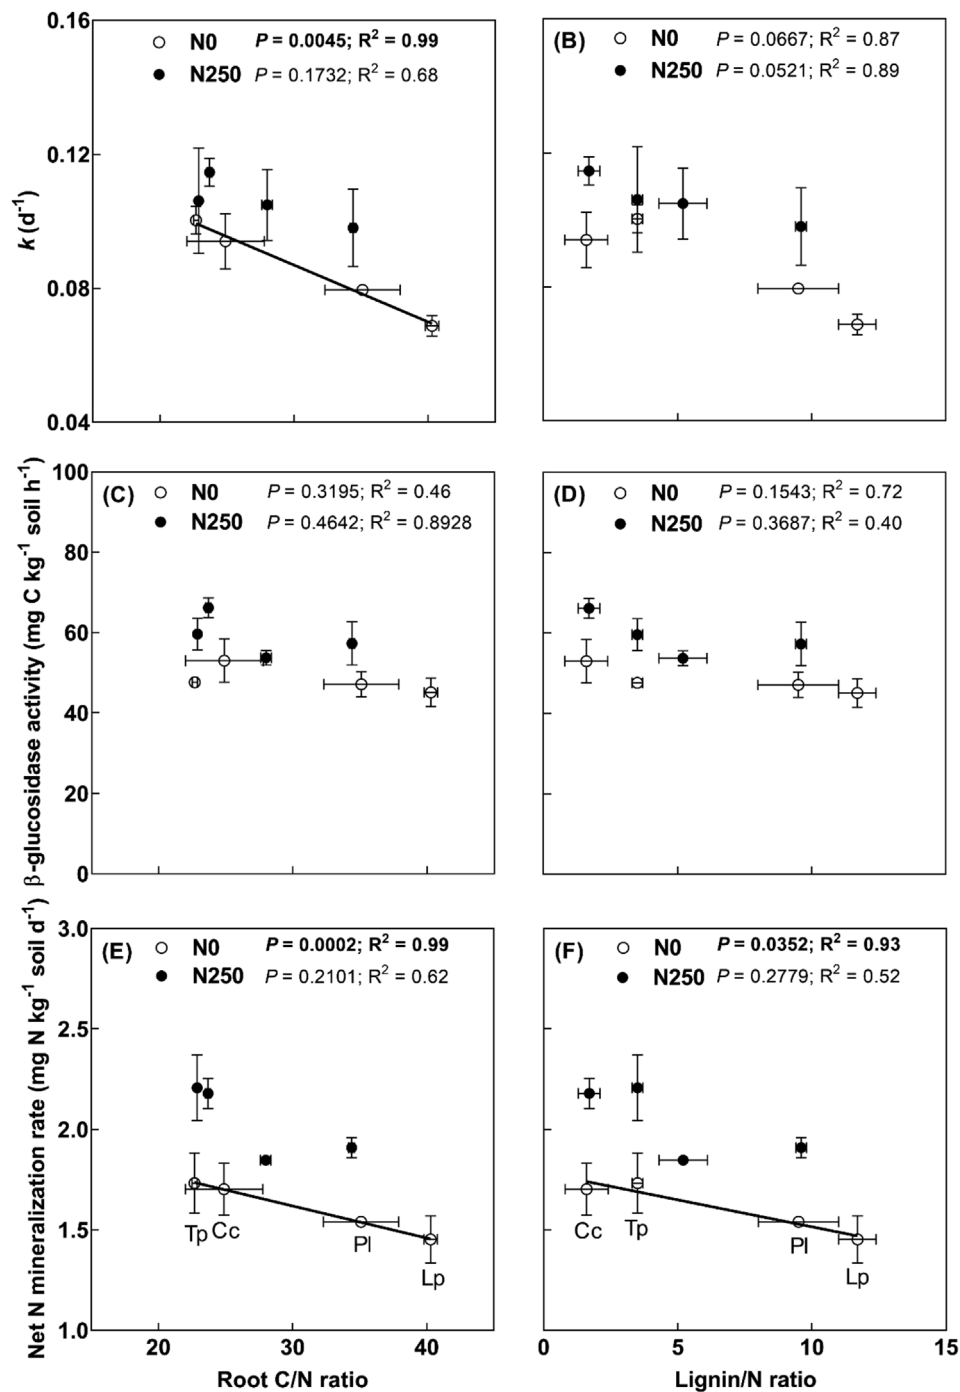 0.16
N0 P = 0.0045; R² = 0.99
N250 P = 0.1732; R² = 0.68
0.12
0.08
0.04
k (d⁻¹)
(B) N0 P = 0.0667; R² = 0.87
N250 P = 0.0521; R² = 0.89
100
80
60
40
20
0
β-glucosidase activity (mg C kg⁻¹ soil h⁻¹)
(C) N0 P = 0.3195; R² = 0.46
N250 P = 0.4642; R² = 0.8928
(D) N0 P = 0.1543; R² = 0.72
N250 P = 0.3687; R² = 0.40
3.0
2.5
2.0
1.5
1.0
Net N mineralization rate (mg N kg⁻¹ soil d⁻¹)
(E) N0 P = 0.0002; R² = 0.99
N250 P = 0.2101; R² = 0.62
Tp Cc
Pl
Lp
20 30 40
Root C/N ratio
(F) N0 P = 0.0352; R² = 0.93
N250 P = 0.2779; R² = 0.52
Cc Tp
Pl
Lp
0 5 10 15
Lignin/N ratio